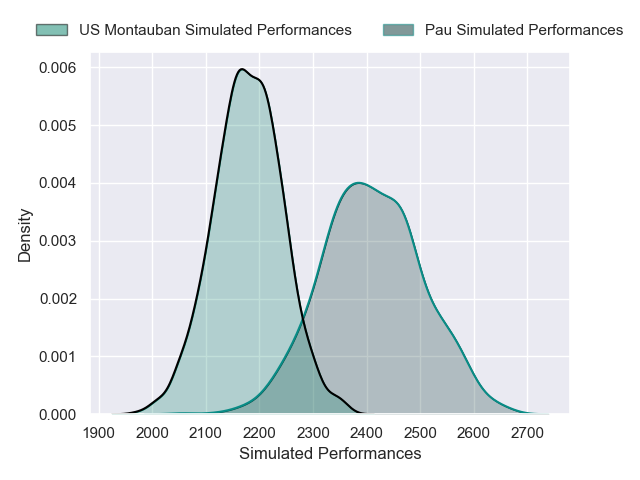 US Montauban Simulated Performances Pau Simulated Performances
0.006
0.005
0.004
0.003
0.002
0.001
0.000
Density
1900 2000 2100 2200 2300 2400 2500 2600 2700
Simulated Performances